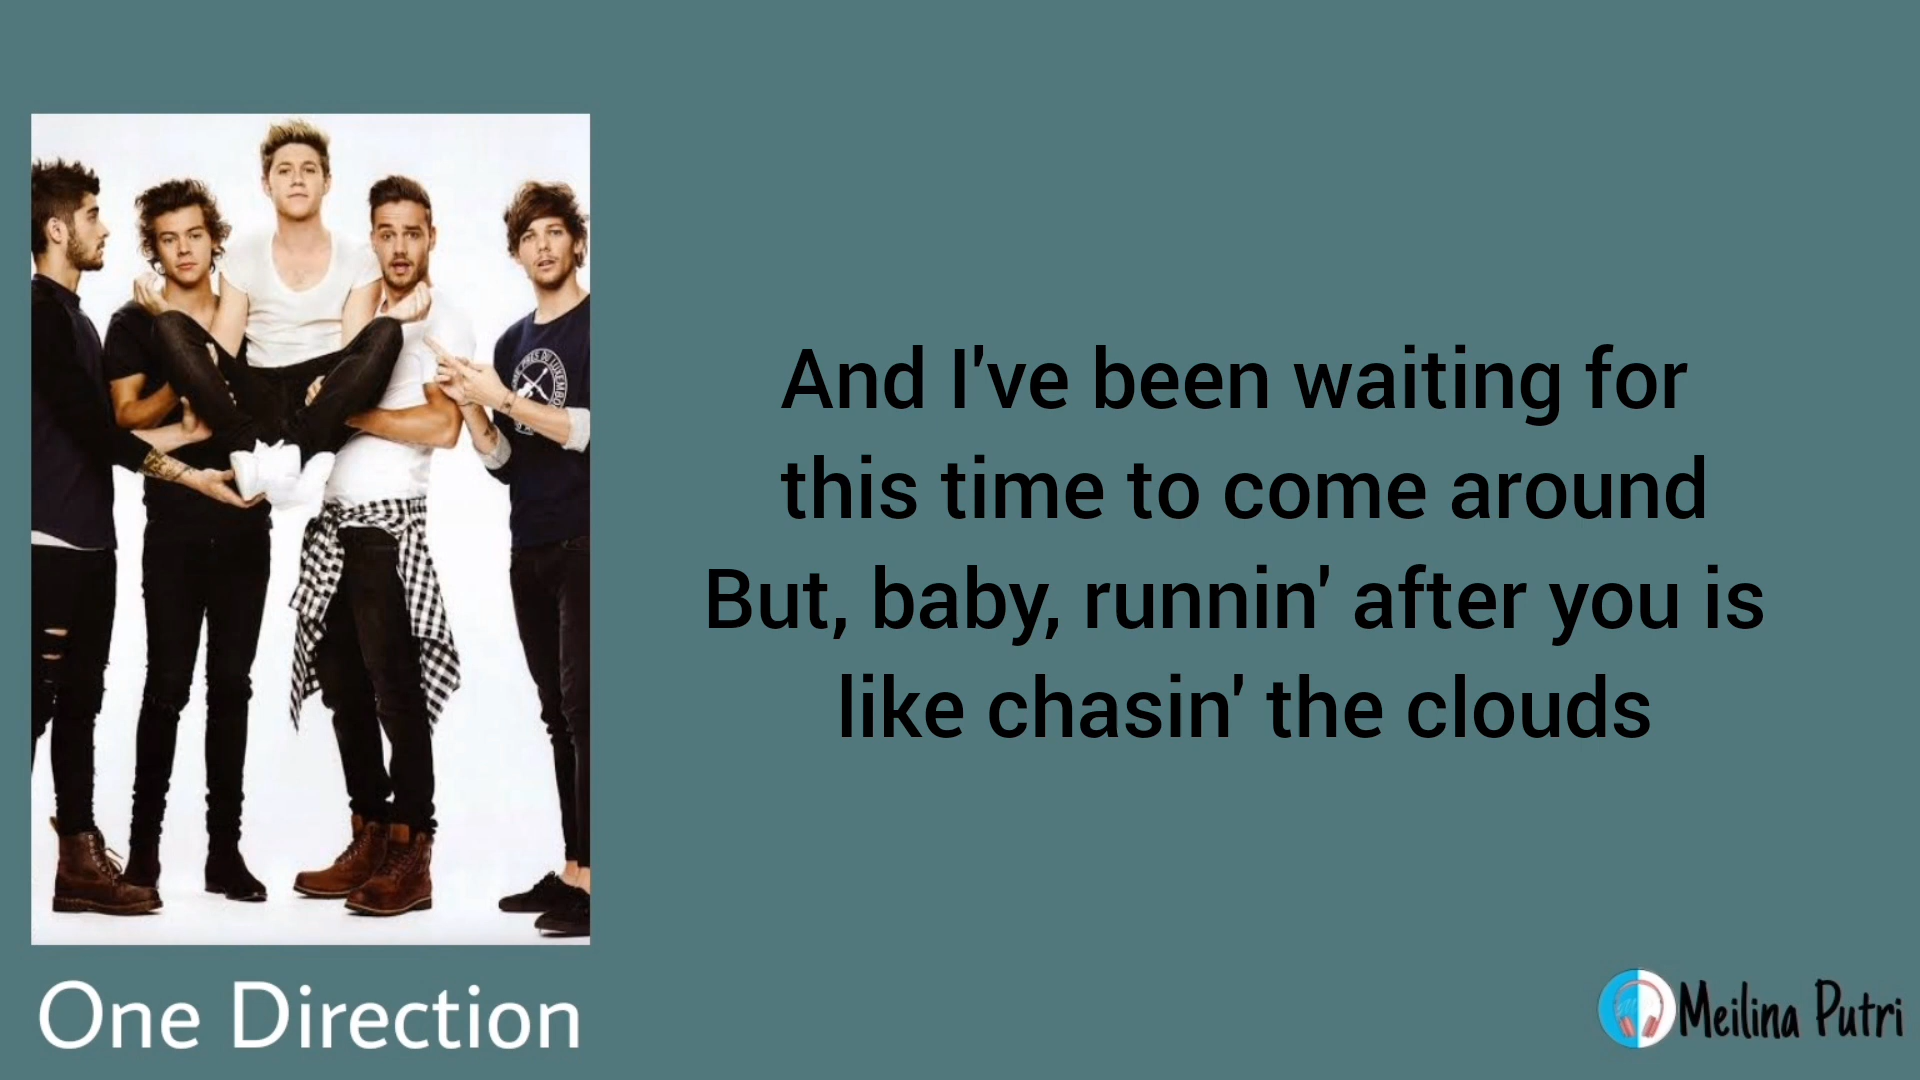 And I've been waiting for
this time to come around
But, baby, runnin' after you is
like chasin' the clouds
One Direction
Meilina Putri